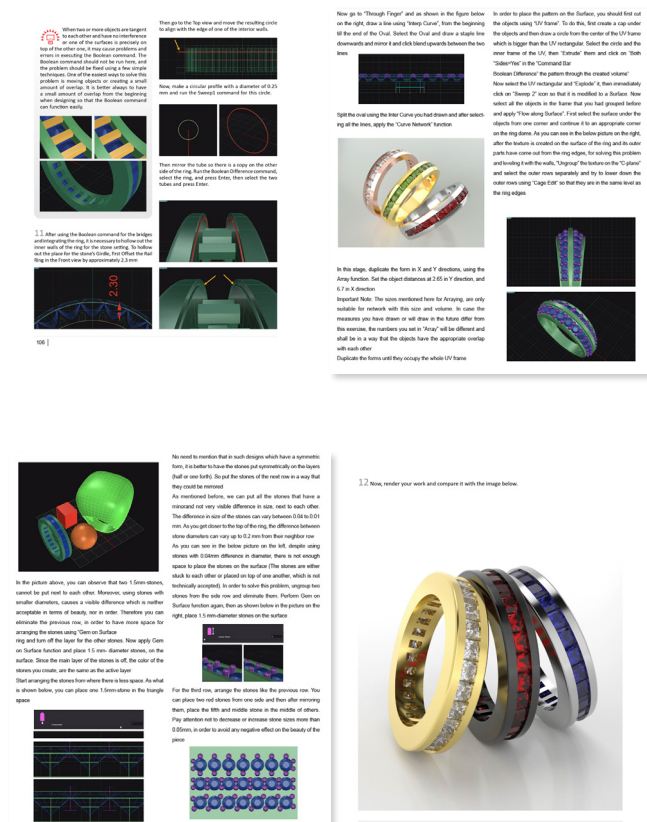 When two or more objects are tangent
to each other and have no interference
or one of the surfaces is precisely on
top of the other one, it may cause problems and
errors in executing the Boolean command. The
Boolean command should not be run here, and
the problem should be fixed using a few simple
techniques. One of the easiest ways to solve this
problem is moving objects or creating a small
amount of overlap. It is better always to have
a small amount of overlap from the beginning
when designing so that the Boolean command
can function easily.
11 After using the Boolean command for the bridges
and integrating the ring, it is necessary to hollow out the
inner walls of the ring for the stone setting. To hollow
out the place for the stone's Girdle, first Offset the Rail
Ring in the Front view by approximately 2.3 mm
2.30
106
Then go to the Top view and move the resulting circle
to align with the edge of one of the interior walls.
Now, make a circular profile with a diameter of 0.25
mm and run the Sweep1 command for this circle.
Then mirror the tube so there is a copy on the other
side of the ring. Run the Boolean Difference command,
select the ring, and press Enter, then select the two
tubes and press Enter.
Now go to "Through Finger" and as shown in the figure below
on the right, draw a line using "Interp Curve", from the beginning
till the end of the Oval. Select the Oval and draw a staple line
downwards and mirror it and click blend upwards between the two
lines
Split the oval using the Inter Curve you had drawn and after select-
ing all the lines, apply the "Curve Network" function
In this stage, duplicate the form in X and Y directions, using the
Array function. Set the object distances at 2.65 in Y direction, and
6.7 in X direction
Important Note: The sizes mentioned here for Arraying, are only
suitable for network with this size and volume. In case the
measures you have drawn or will draw in the future differ from
this exercise, the numbers you set in "Array" will be different and
shall be in a way that the objects have the appropriate overlap
with each other
Duplicate the forms until they occupy the whole UV frame
In order to place the pattern on the Surface, you should first cut
the objects using "UV frame". To do this, first create a cap under
the objects and then draw a circle from the center of the UV frame
which is bigger than the UV rectangular. Select the circle and the
inner frame of the UV, then "Extrude" them and click on "Both
"Sides=Yes" in the "Command Bar
Boolean Difference" the pattern through the created volume"
Now select the UV rectangular and "Explode" it, then immediately
click on "Sweep 2" icon so that it is modified to a Surface. Now
select all the objects in the frame that you had grouped before
and apply "Flow along Surface". First select the surface under the
objects from one corner and continue it to an appropriate corner
on the ring dome. As you can see in the below picture on the right,
after the texture is created on the surface of the ring and its outer
parts have come out from the ring edges, for solving this problem
and leveling it with the walls, "Ungroup" the texture on the "C-plane"
and select the outer rows separately and try to lower down the
outer rows using "Cage Edit" so that they are in the same level as
the ring edges
In the picture above, you can observe that two 1.5mm-stones,
cannot be put next to each other. Moreover, using stones with
smaller diameters, causes a visible difference which is neither
acceptable in terms of beauty, nor in order Therefore you can
eliminate the previous row, in order to have more space for
arranging the stones using "Gem on Surface
ring and turn off the layer for the other stones. Now apply Gem
on Surface function and place 1.5 mm- diameter stones, on the
surface. Since the main layer of the stones is off, the color of the
stones you create, are the same as the active layer
Start arranging the stones from where there is less space. As what
is shown below, you can place one 1.5mm-stone in the triangle
space
No need to mention that in such designs which have a symmetric
form, it is better to have the stones put symmetrically on the layers
(half or one forth). So put the stones of the next row in a way that
they could be mirrored
As mentioned before, we can put all the stones that have a
minorand not very visible difference in size, next to each other.
The difference in size of the stones can vary between 0.04 to 0.01
mm. As you get closer to the top of the ring, the difference between
stone diameters can vary up to 0.2 mm from their neighbor row
As you can see in the below picture on the left, despite using
stones with 0.04mm difference in diameter, there is not enough
space to place the stones on the surface (The stones are either
stuck to each other or placed on top of one another, which is not
technically accepted). In order to solve this problem, ungroup two
stones from the side row and eliminate them. Perform Gem on
Surface function again, then as shown below in the picture on the
right, place 1.5 mm-diameter stones on the surface
For the third row, arrange the stones like the previous row. You
can place two red stones from one side and then after mirroring
them, place the fifth and middle stone in the middle of others.
Pay attention not to decrease or increase stone sizes more than
0.05mm, in order to avoid any negative effect on the beauty of the
piece
12 Now, render your work and compare it with the image below.